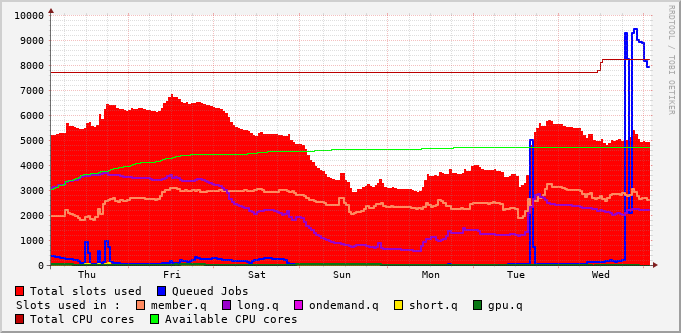 RRDTOOL / TOBI OETIKER
10000
9000
8000
7000
6000
5000
4000
3000
2000
1000
0
Thu Fri Sat Sun Mon Tue Wed
Total slots used Queued Jobs
Slots used in : member.q long.q ondemand.q short.q gpu.q
Total CPU cores Available CPU cores